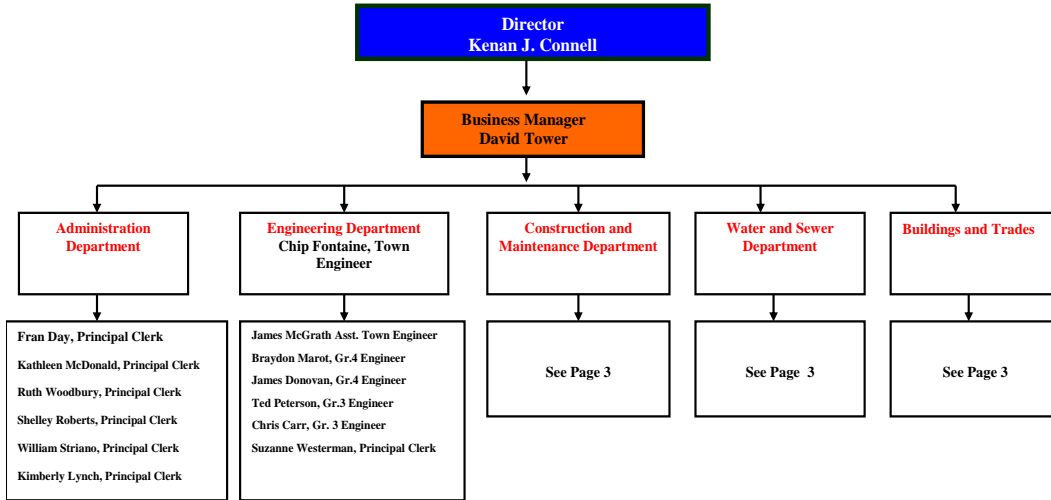 Director
Kenan J. Connell
Business Manager
David Tower
Administration
Department
Engineering Department
Chip Fontaine, Town
Engineer
Construction and
Maintenance Department
Water and Sewer
Department
Buildings and Trades
Fran Day, Principal Clerk
Kathleen McDonald, Principal Clerk
Ruth Woodbury, Principal Clerk
Shelley Roberts, Principal Clerk
William Striano, Principal Clerk
Kimberly Lynch, Principal Clerk
James McGrath Asst. Town Engineer
Braydon Marot, Gr.4 Engineer
James Donovan, Gr.4 Engineer
Ted Peterson, Gr.3 Engineer
Chris Carr, Gr. 3 Engineer
Suzanne Westerman, Principal Clerk
See Page 3
See Page 3
See Page 3